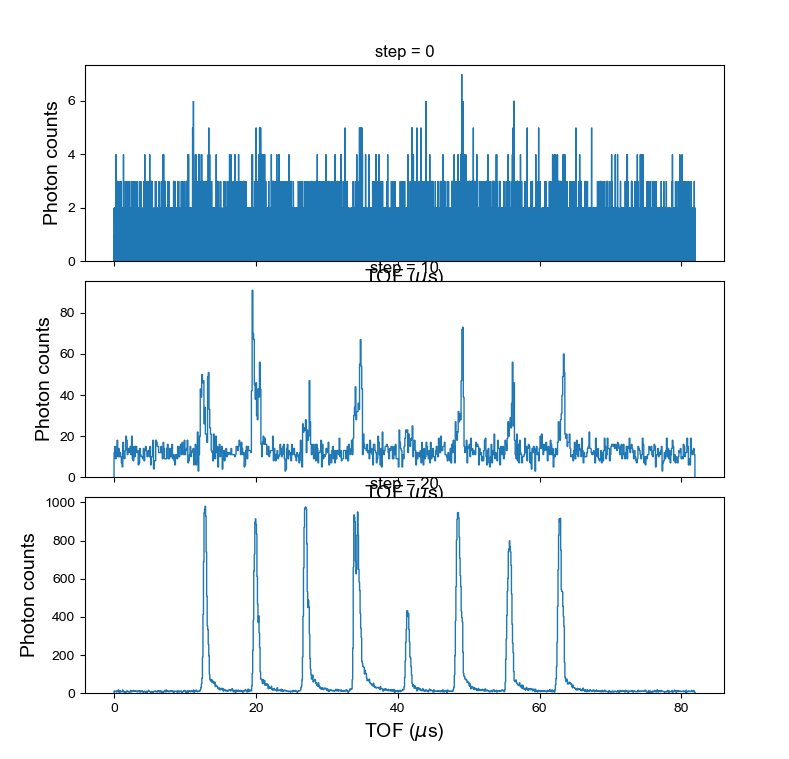 step = 0
Photon counts
6
4
2
0
TOF (μs)
step = 10
Photon counts
80
60
40
20
0
TOF (μs)
step = 20
Photon counts
1000
800
600
400
200
0
0 20 40 60 80
TOF (μs)